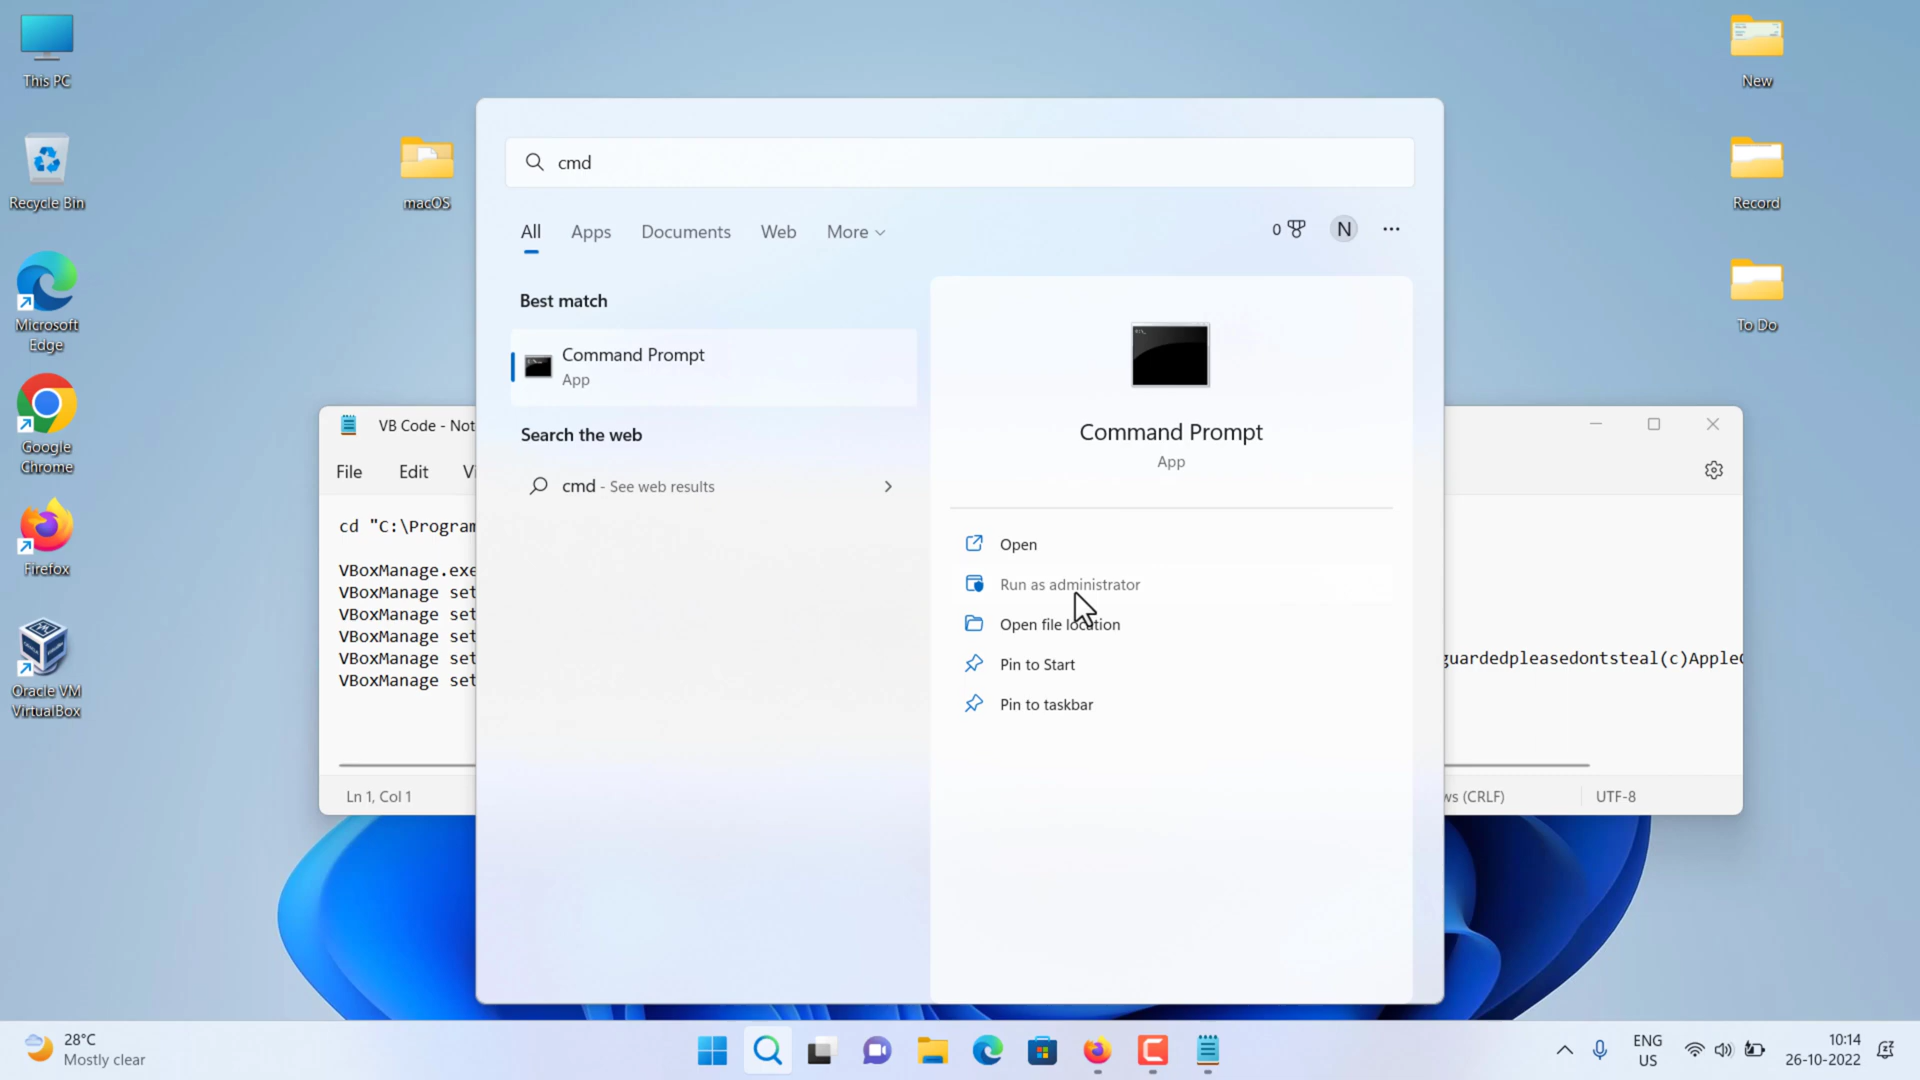 This PC
Recycle Bin
Microsoft
Edge
Google
Chrome
Firefox
Oracle VM
VirtualBox
macOS
New
Record
To Do
cmd
All
Apps
Documents
Web
More
0
N
Best match
Command Prompt
App
Search the web
cmd - See web results
Command Prompt
App
Open
Run as administrator
Open file location
Pin to Start
Pin to taskbar
VB Code - Not
File
Edit
Vi
cd "C:\Program
VBoxManage.exe
VBoxManage set
VBoxManage set
VBoxManage set
VBoxManage set guardedpleasedontsteal(c)AppleC
VBoxManage set
Ln 1, Col 1
ws (CRLF)
UTF-8
28°C
Mostly clear
ENG
US
10:14
26-10-2022